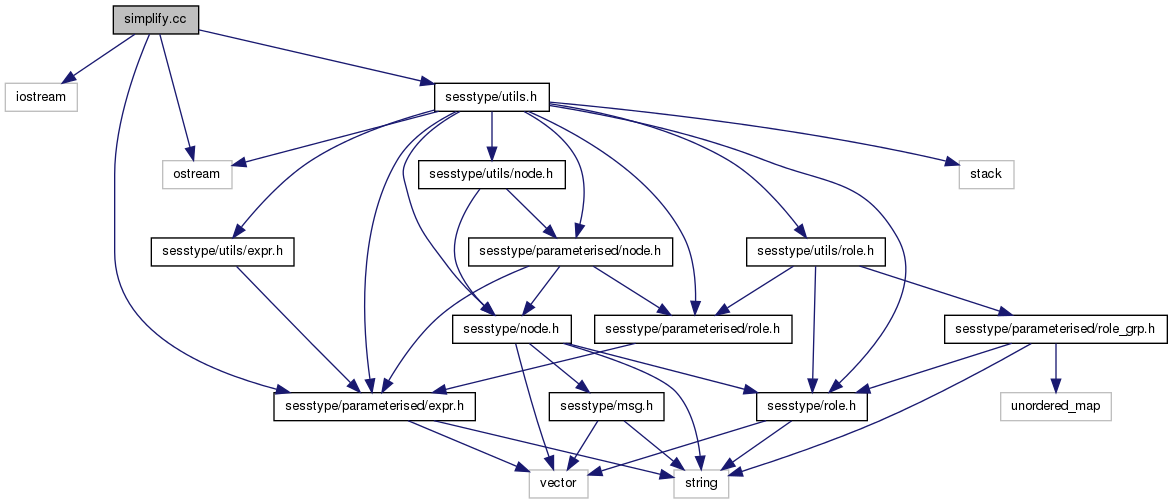 simplify.cc
iostream
sesstype/utils.h
ostream
sesstype/utils/node.h
stack
sesstype/utils/expr.h
sesstype/parameterised/node.h
sesstype/utils/role.h
sesstype/node.h
sesstype/parameterised/role.h
sesstype/parameterised/role_grp.h
sesstype/parameterised/expr.h
sesstype/msg.h
sesstype/role.h
unordered_map
vector
string